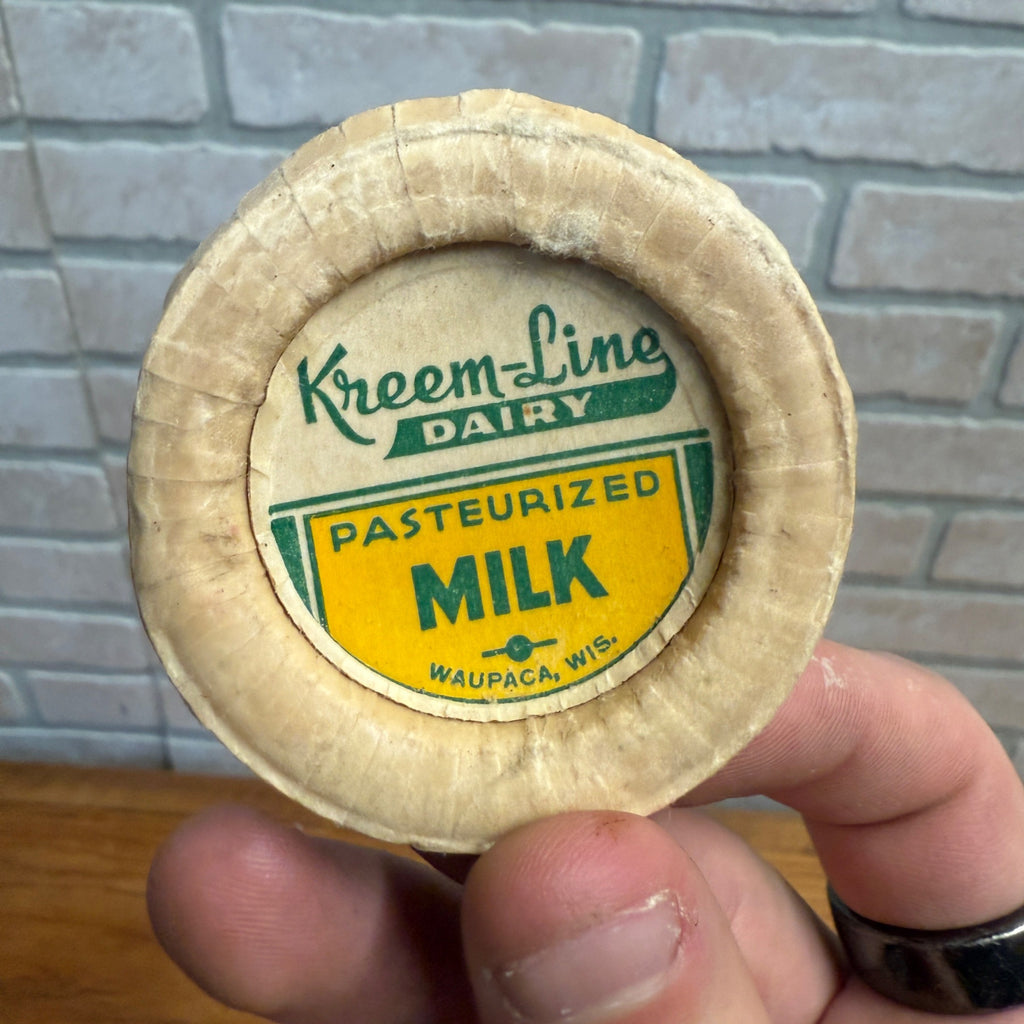 Kreem-Line
DAIRY
PASTEURIZED
MILK
WAUPACA, WIS.